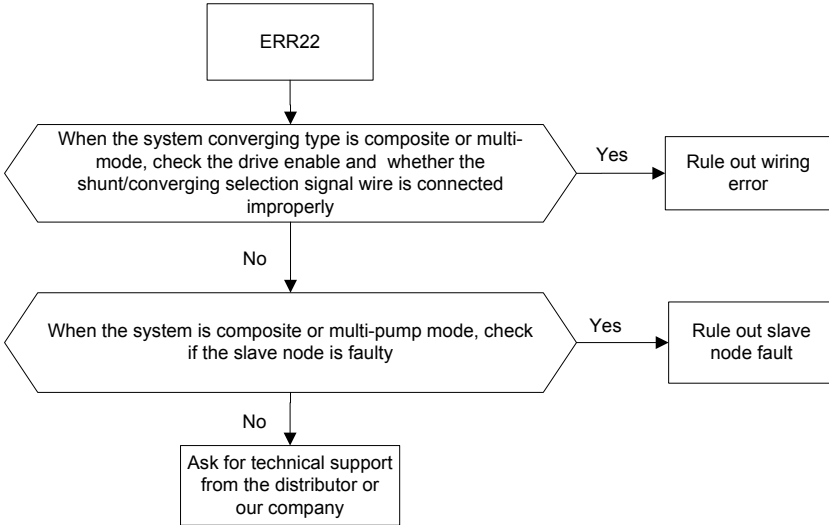 ERR22
When the system converging type is composite or multi-
mode, check the drive enable and whether the
shunt/converging selection signal wire is connected
improperly
Yes
Rule out wiring
error
No
When the system is composite or multi-pump mode, check
if the slave node is faulty
Yes
Rule out slave
node fault
No
Ask for technical support
from the distributor or
our company